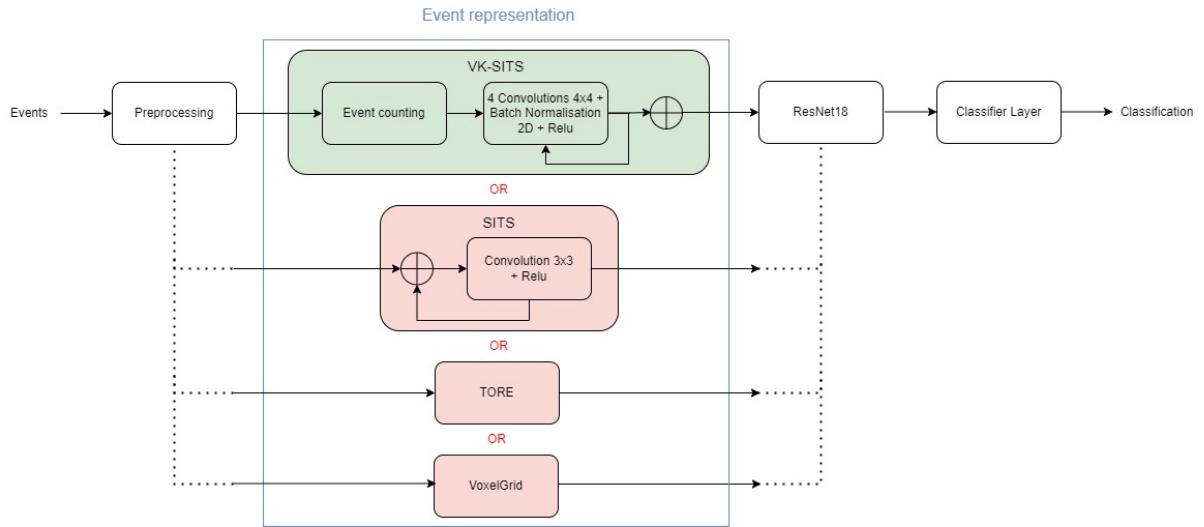 Event representation
VK-SITS
Events
Preprocessing
Event counting
4 Convolutions 4x4 +
Batch Normalisation
2D + Relu
ResNet18
Classifier Layer
Classification
OR
SITS
Convolution 3x3
+ Relu
OR
TORE
OR
VoxelGrid